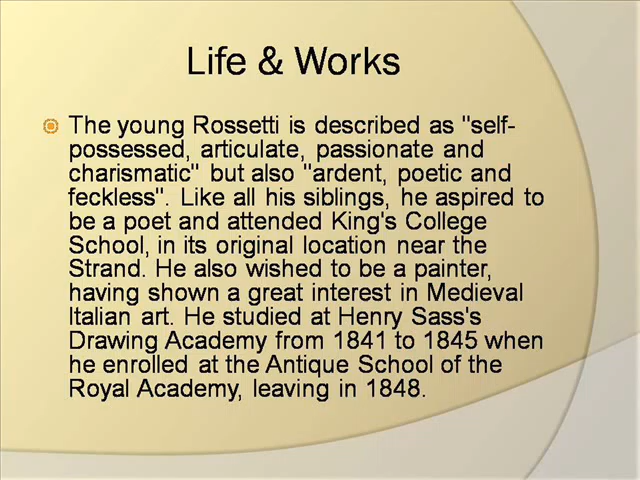 Life & Works
The young Rossetti is described as "self-
possessed, articulate, passionate and
charismatic" but also "ardent, poetic and
feckless". Like all his siblings, he aspired to
be a poet and attended King's College
School, in its original location near the
Strand. He also wished to be a painter,
having shown a great interest in Medieval
Italian art. He studied at Henry Sass's
Drawing Academy from 1841 to 1845 when
he enrolled at the Antique School of the
Royal Academy, leaving in 1848.